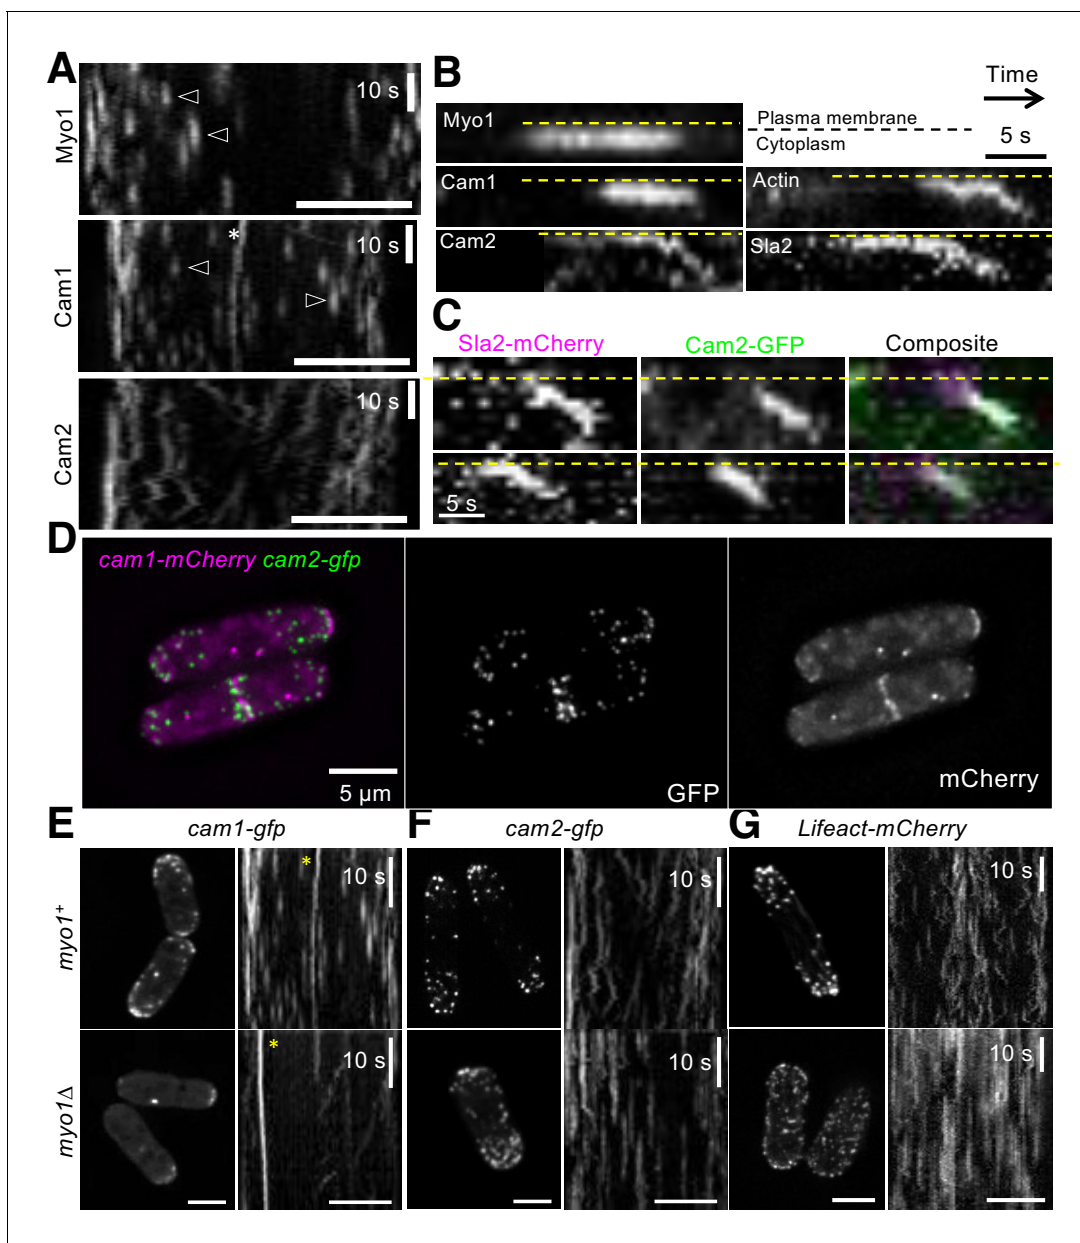 A
Myo1
10 s
Cam1
*
10 s
Cam2
10 s
B
Time
Myo1
Plasma membrane
Cytoplasm
5 s
Cam1
Actin
Cam2
Sla2
C
Sla2-mCherry
Cam2-GFP
Composite
5 s
D
cam1-mCherry cam2-gfp
5 µm
GFP
mCherry
E
cam1-gfp
F
cam2-gfp
G
Lifeact-mCherry
myo1+
*
10 s
10 s
10 s
myo1Δ
*
10 s
10 s
10 s